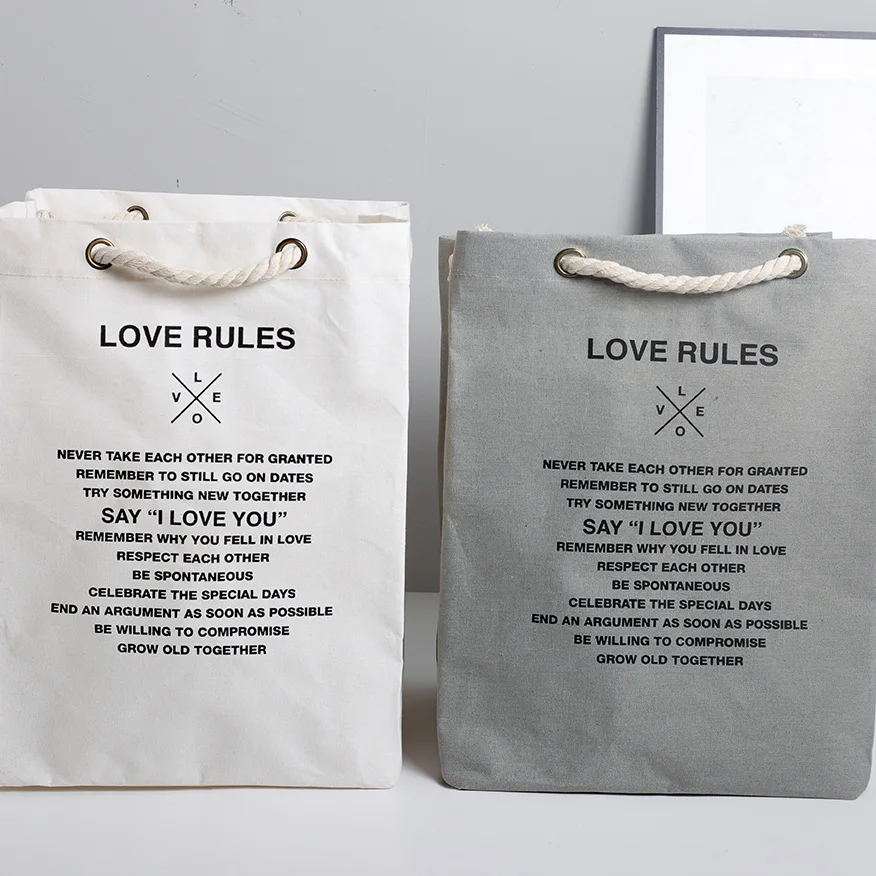 LOVE RULES
L
V E
O
NEVER TAKE EACH OTHER FOR GRANTED
REMEMBER TO STILL GO ON DATES
TRY SOMETHING NEW TOGETHER
SAY “I LOVE YOU”
REMEMBER WHY YOU FELL IN LOVE
RESPECT EACH OTHER
BE SPONTANEOUS
CELEBRATE THE SPECIAL DAYS
END AN ARGUMENT AS SOON AS POSSIBLE
BE WILLING TO COMPROMISE
GROW OLD TOGETHER
LOVE RULES
L
V E
O
NEVER TAKE EACH OTHER FOR GRANTED
REMEMBER TO STILL GO ON DATES
TRY SOMETHING NEW TOGETHER
SAY “I LOVE YOU”
REMEMBER WHY YOU FELL IN LOVE
RESPECT EACH OTHER
BE SPONTANEOUS
CELEBRATE THE SPECIAL DAYS
END AN ARGUMENT AS SOON AS POSSIBLE
BE WILLING TO COMPROMISE
GROW OLD TOGETHER